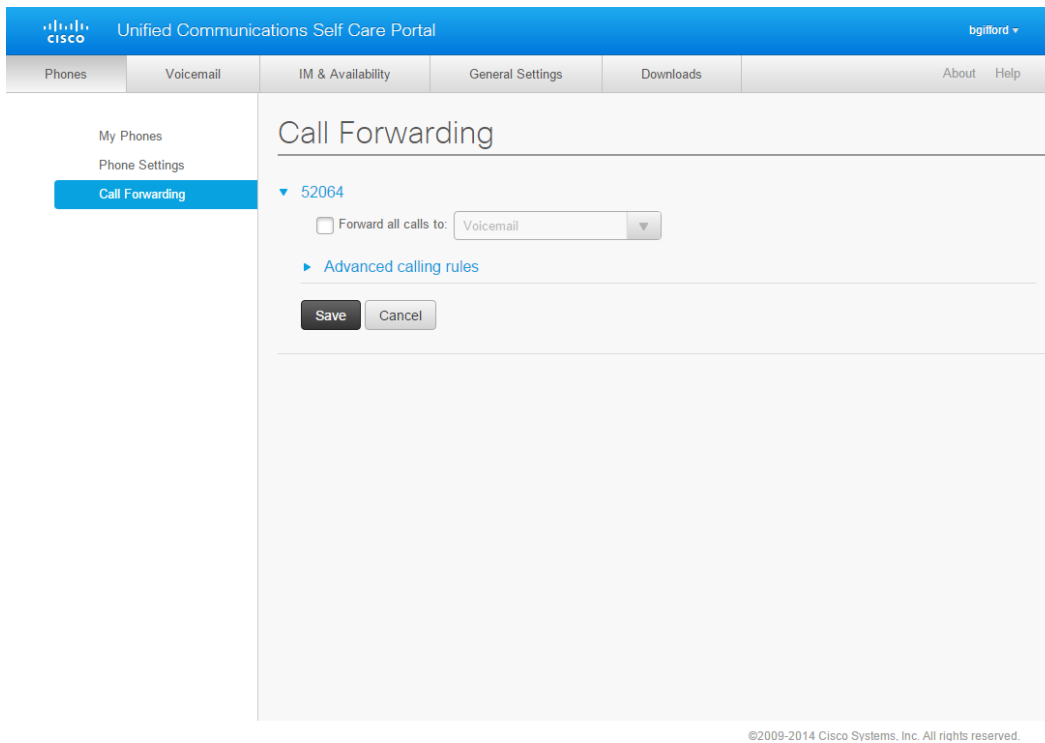 CISCO
Unified Communications Self Care Portal
bgifford
Phones
Voicemail
IM & Availability
General Settings
Downloads
About
Help
My Phones
Phone Settings
Call Forwarding
Call Forwarding
52064
Forward all calls to: Voicemail
Advanced calling rules
Save
Cancel
©2009-2014 Cisco Systems, Inc. All rights reserved.